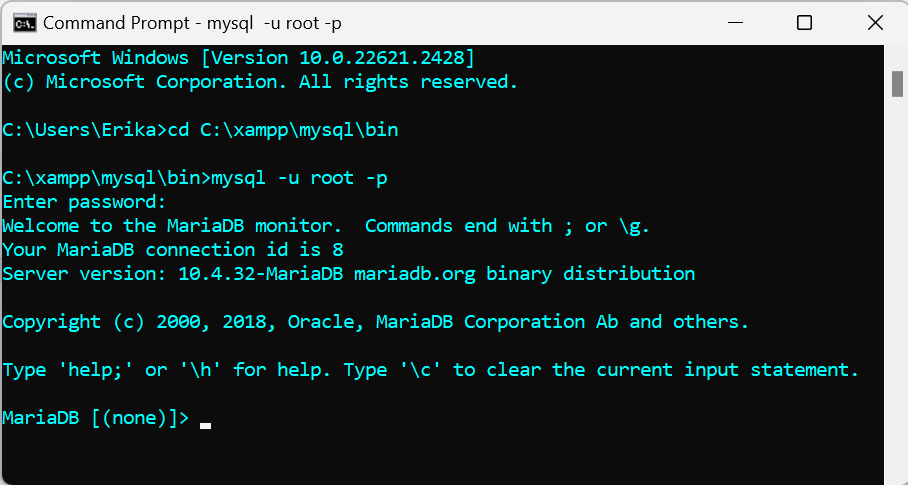 Command Prompt - mysql  -u root -p
Microsoft Windows [Version 10.0.22621.2428]
(c) Microsoft Corporation. All rights reserved.
C:\Users\Erika>cd C:\xampp\mysql\bin
C:\xampp\mysql\bin>mysql -u root -p
Enter password:
Welcome to the MariaDB monitor.  Commands end with ; or \g.
Your MariaDB connection id is 8
Server version: 10.4.32-MariaDB mariadb.org binary distribution
Copyright (c) 2000, 2018, Oracle, MariaDB Corporation Ab and others.
Type 'help;' or '\h' for help. Type '\c' to clear the current input statement.
MariaDB [(none)]>